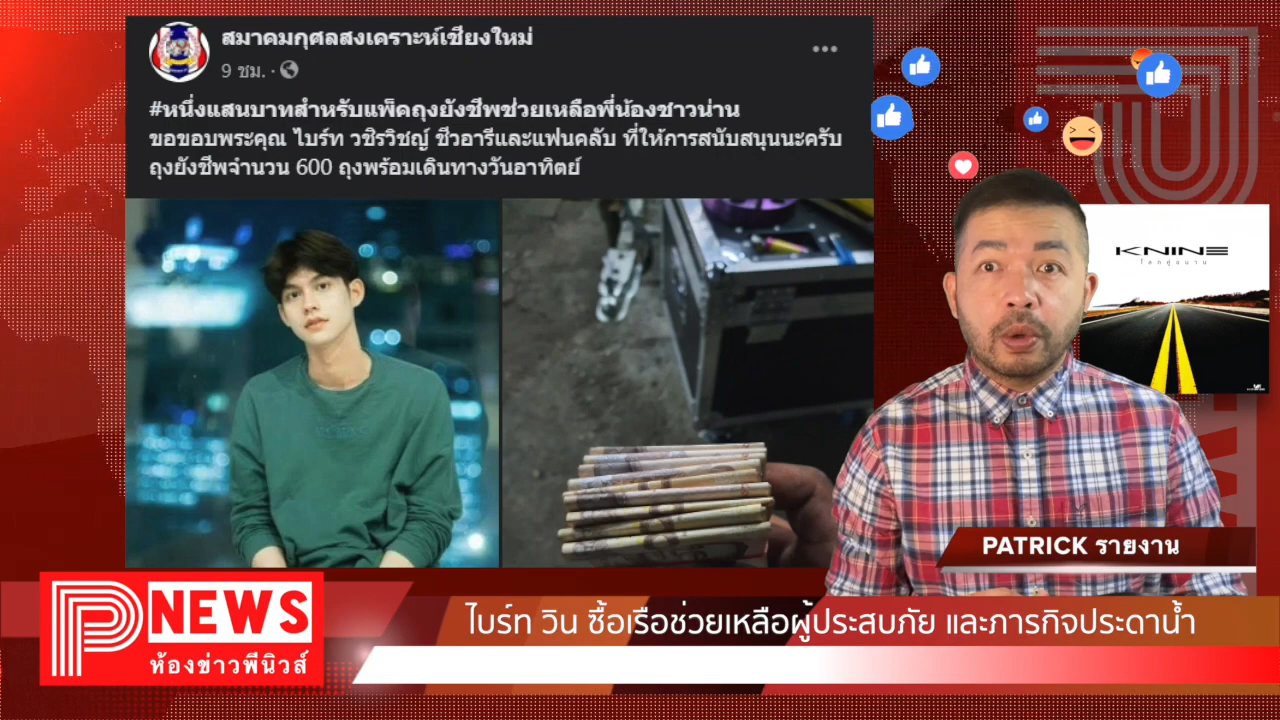 สมาคมกุศลสงเคราะห์เชียงใหม่
9 ชม.
#หนึ่งแสนบาทสำหรับแพ็คถุงยังชีพช่วยเหลือพี่น้องชาวน่าน
ขอขอบพระคุณ ไบร์ท วชิรวิชญ์ ชีวอารีและแฟนคลับ ที่ให้การสนับสนุนนะครับ
ถุงยังชีพจำนวน 600 ถุงพร้อมเดินทางวันอาทิตย์
KNINE
โลกคู่ขนาน
PATRICK รายงาน
P NEWS
ห้องข่าวพีนิวส์
ไบร์ท วิน ซื้อเรือช่วยเหลือผู้ประสบภัย และภารกิจประดาน้ำ